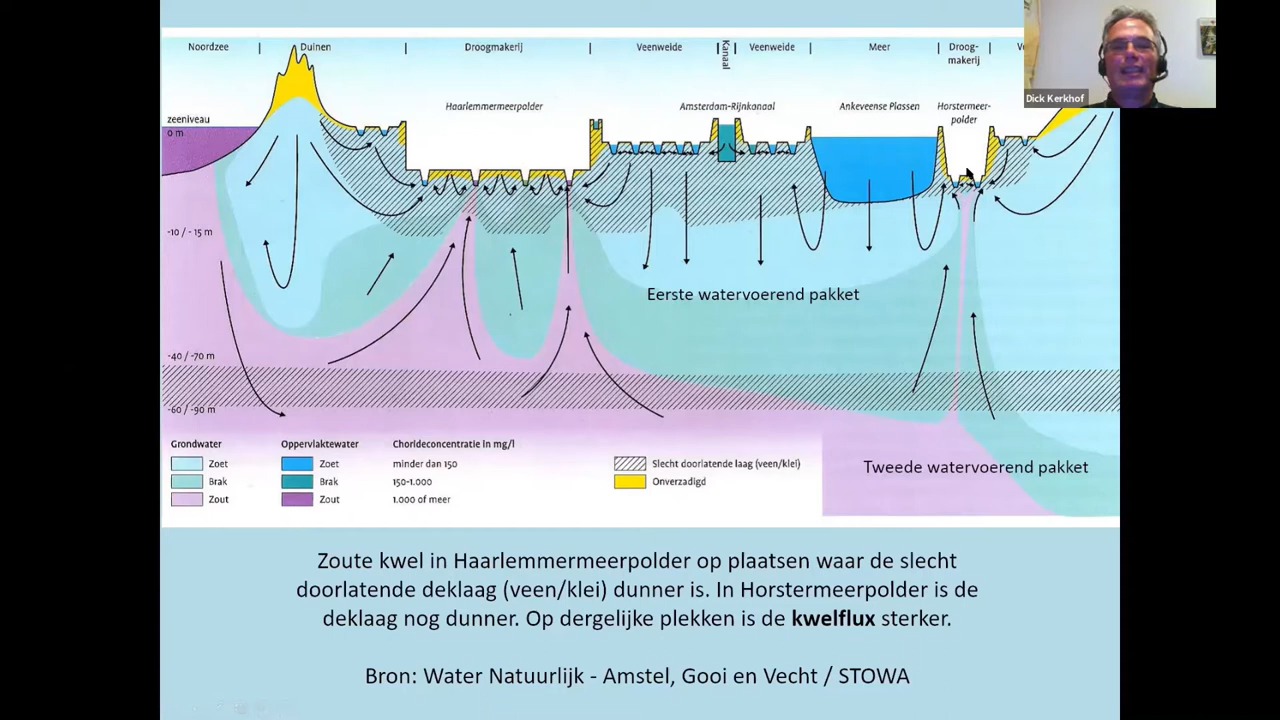 Noordzee
Duinen
Droogmakerij
Veenweide
Kanaal
Veenweide
Meer
Droog-
makerij
Haarlemmermeerpolder
Amsterdam-Rijnkanaal
Ankeveense Plassen
Horstermeer-
polder
Dick Kerkhof
zeeniveau
0 m
-10 / - 15 m
Eerste watervoerend pakket
-40 / -70 m
-60 / -90 m
Grondwater
Oppervlaktewater
Chorideconcentratie in mg/l
Zoet
Zoet
minder dan 150
Slecht doorlatende laag (veen/klei)
Brak
Brak
150-1.000
Onverzadigd
Zout
Zout
1.000 of meer
Tweede watervoerend pakket
Zoute kwel in Haarlemmermeerpolder op plaatsen waar de slecht
doorlatende deklaag (veen/klei) dunner is. In Horstermeerpolder is de
deklaag nog dunner. Op dergelijke plekken is de kwelflux sterker.
Bron: Water Natuurlijk - Amstel, Gooi en Vecht / STOWA